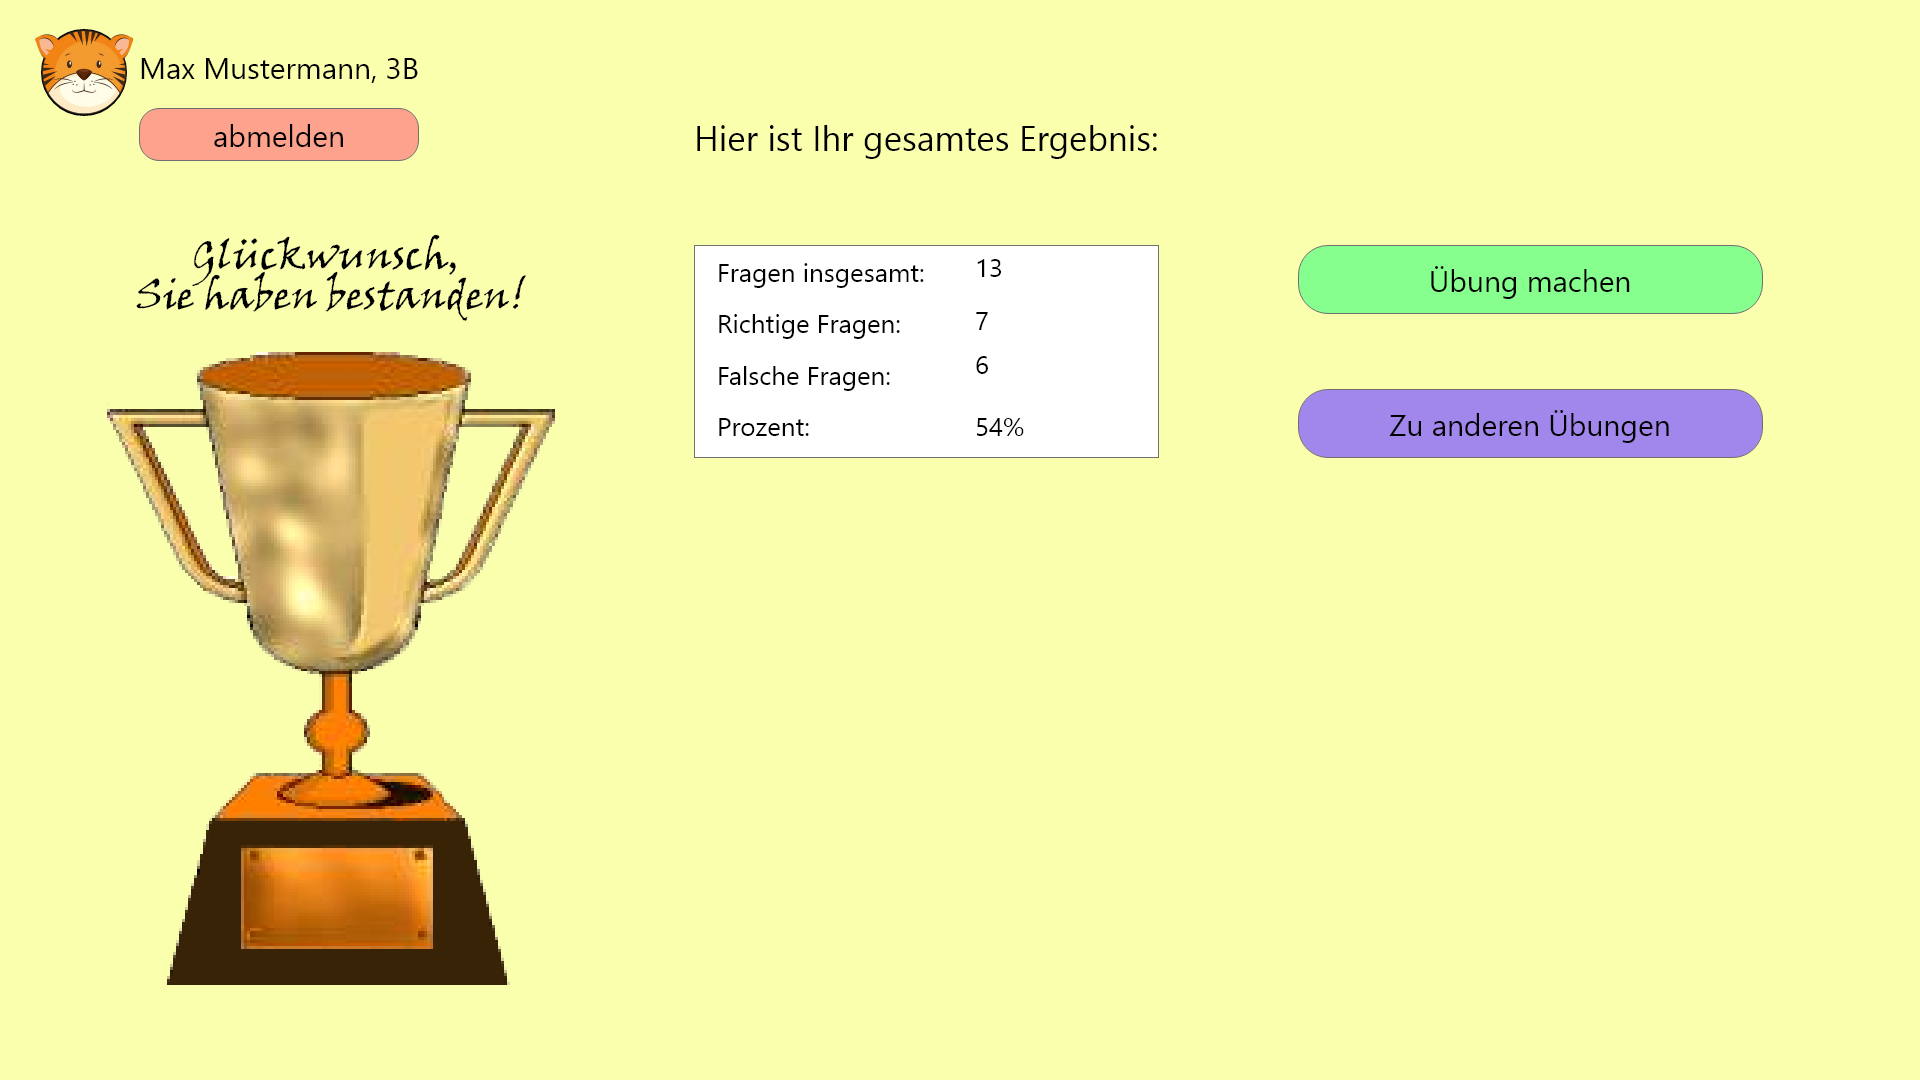 Max Mustermann, 3B
abmelden
Hier ist Ihr gesamtes Ergebnis:
Glückwunsch,
Sie haben bestanden!
Fragen insgesamt: 13
Richtige Fragen: 7
Falsche Fragen: 6
Prozent: 54%
Übung machen
Zu anderen Übungen